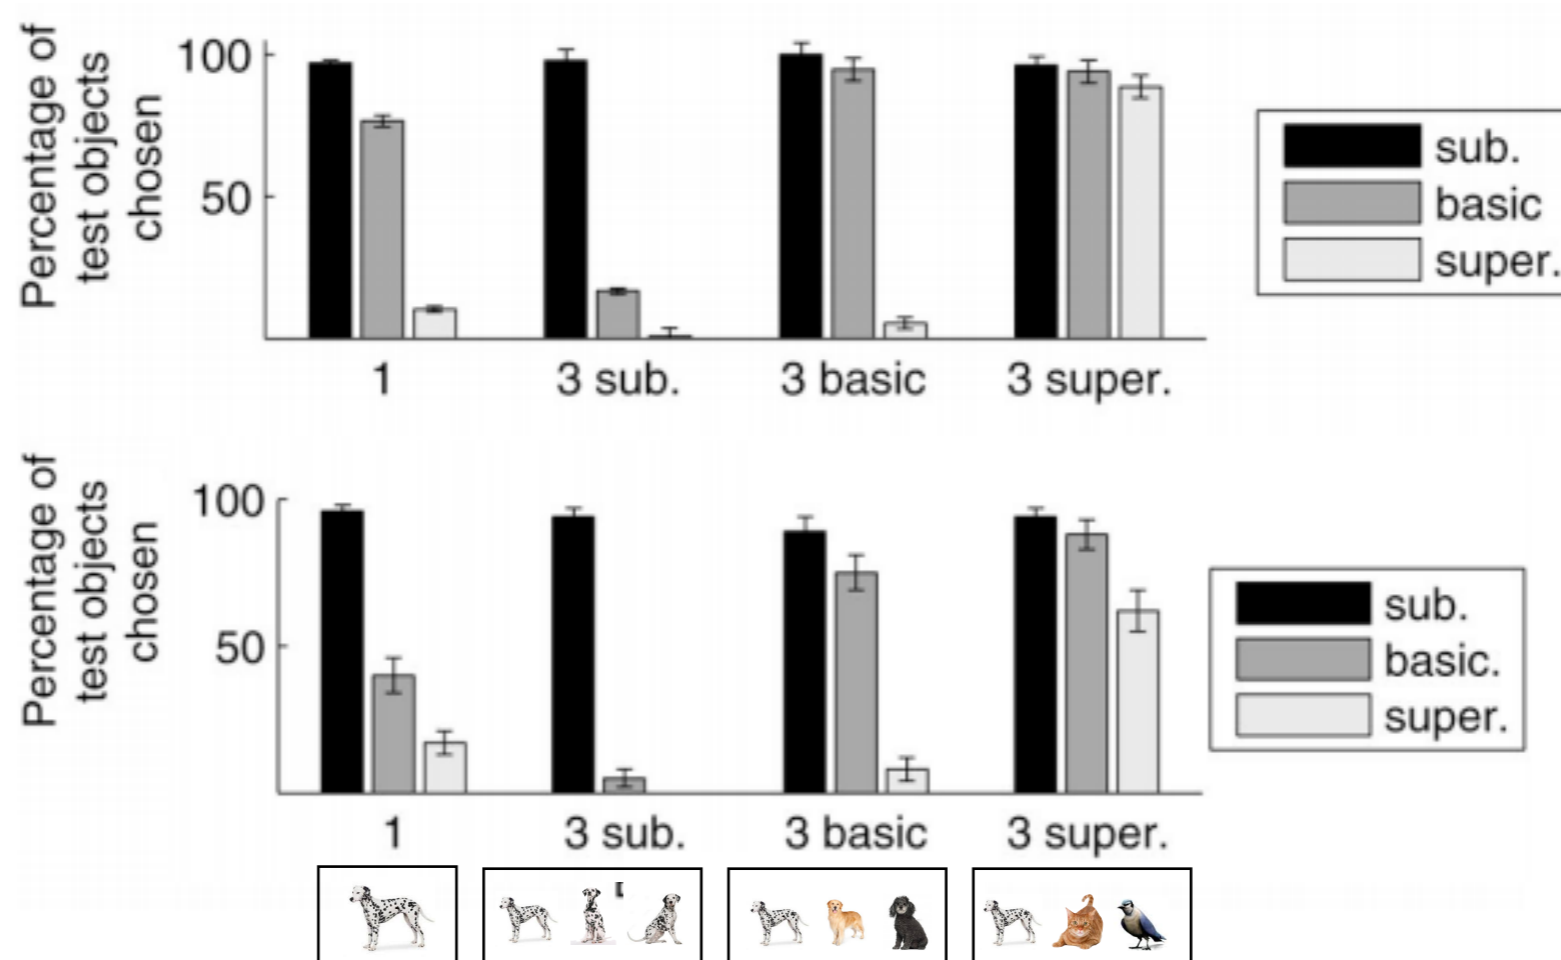 Percentage of
test objects
chosen
100
50
1
3 sub.
3 basic
3 super.
sub.
basic
super.
Percentage of
test objects
chosen
100
50
1
3 sub.
3 basic
3 super.
sub.
basic.
super.